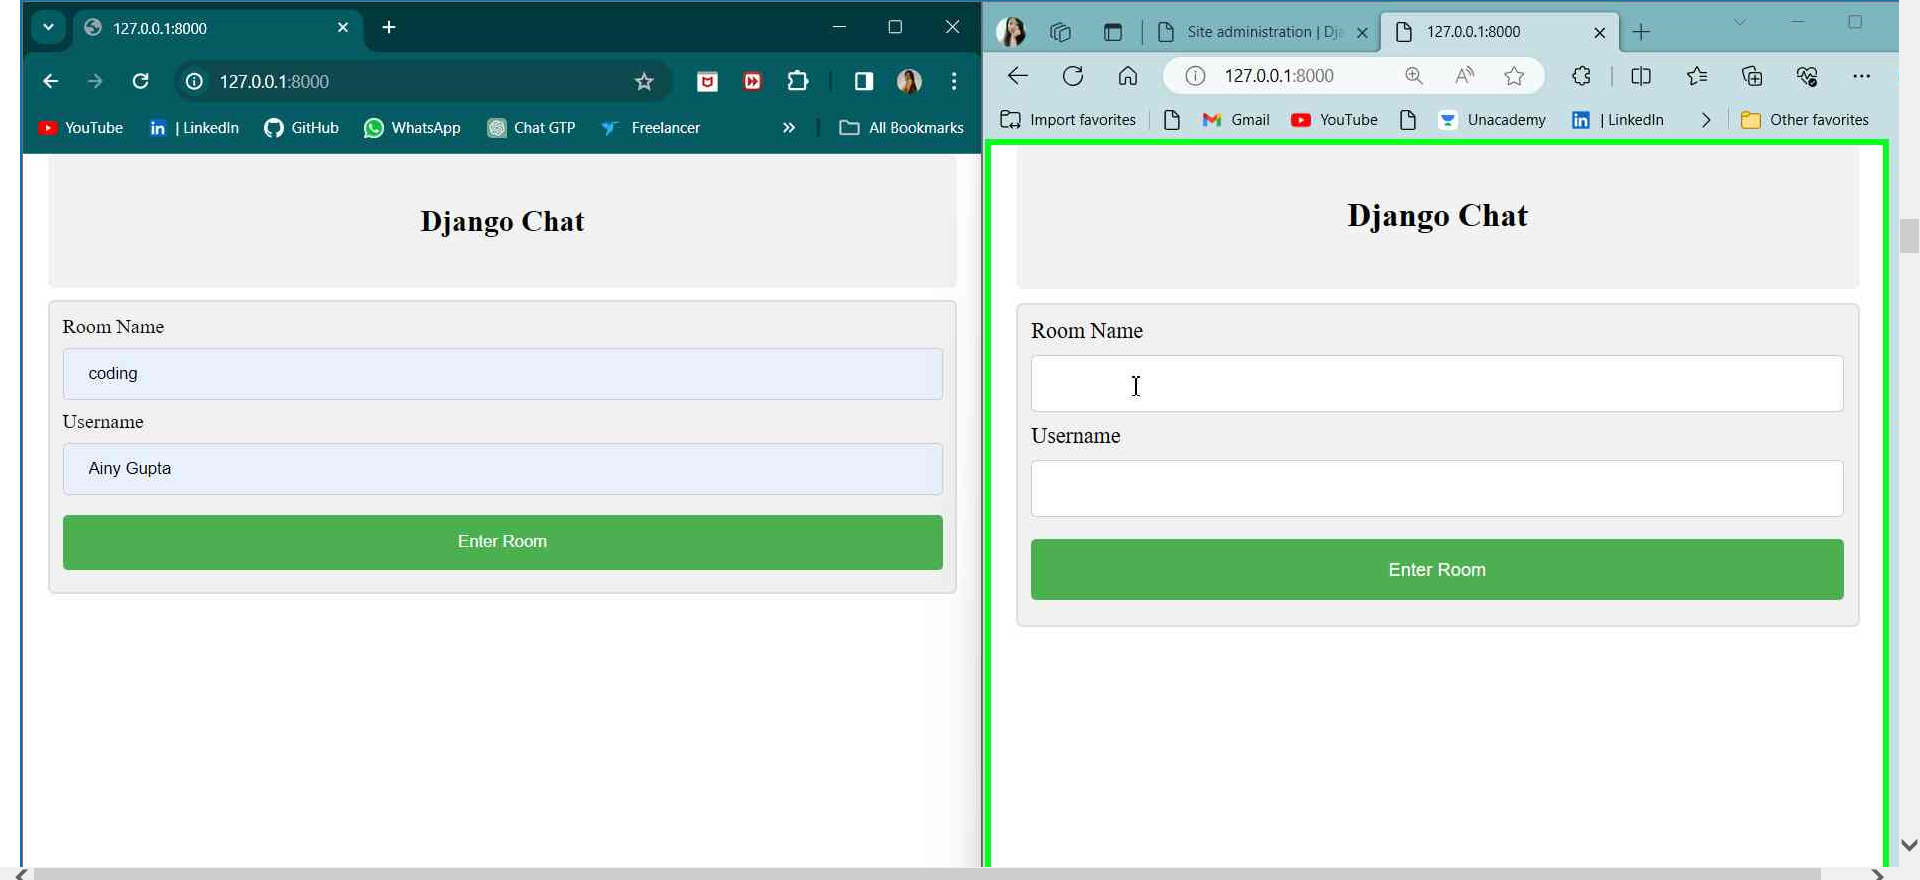 127.0.0.1:8000
127.0.0.1:8000
YouTube | LinkedIn GitHub WhatsApp Chat GTP Freelancer » All Bookmarks
Django Chat
Room Name
coding
Username
Ainy Gupta
Enter Room
Site administration | Dja 127.0.0.1:8000
127.0.0.1:8000
Import favorites Gmail YouTube Unacademy | LinkedIn Other favorites
Django Chat
Room Name
Username
Enter Room